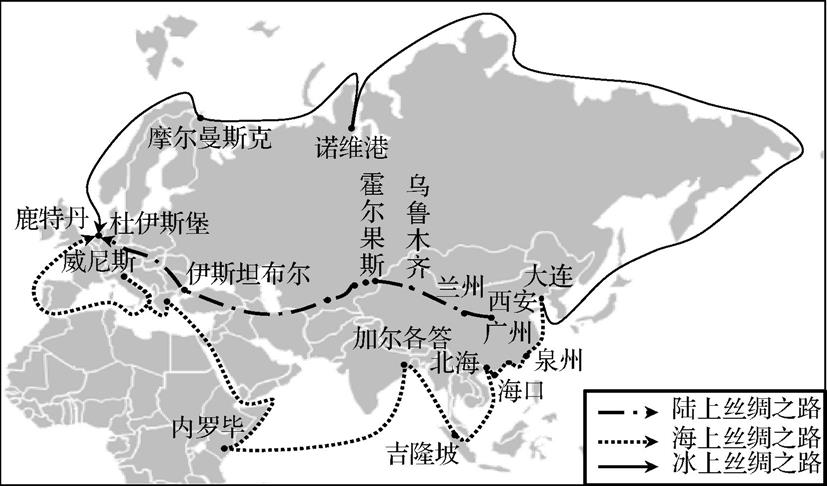 摩尔曼斯克
诺维港
霍尔果斯
乌鲁木齐
鹿特丹
杜伊斯堡
威尼斯
伊斯坦布尔
兰州
西安
大连
广州
加尔各答
北海
泉州
海口
内罗毕
吉隆坡
陆上丝绸之路
海上丝绸之路
冰上丝绸之路